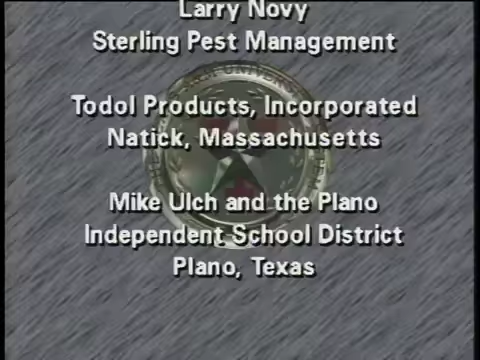 Larry Novy
Sterling Pest Management
Todol Products, Incorporated
Natick, Massachusetts
Mike Ulch and the Plano
Independent School District
Plano, Texas